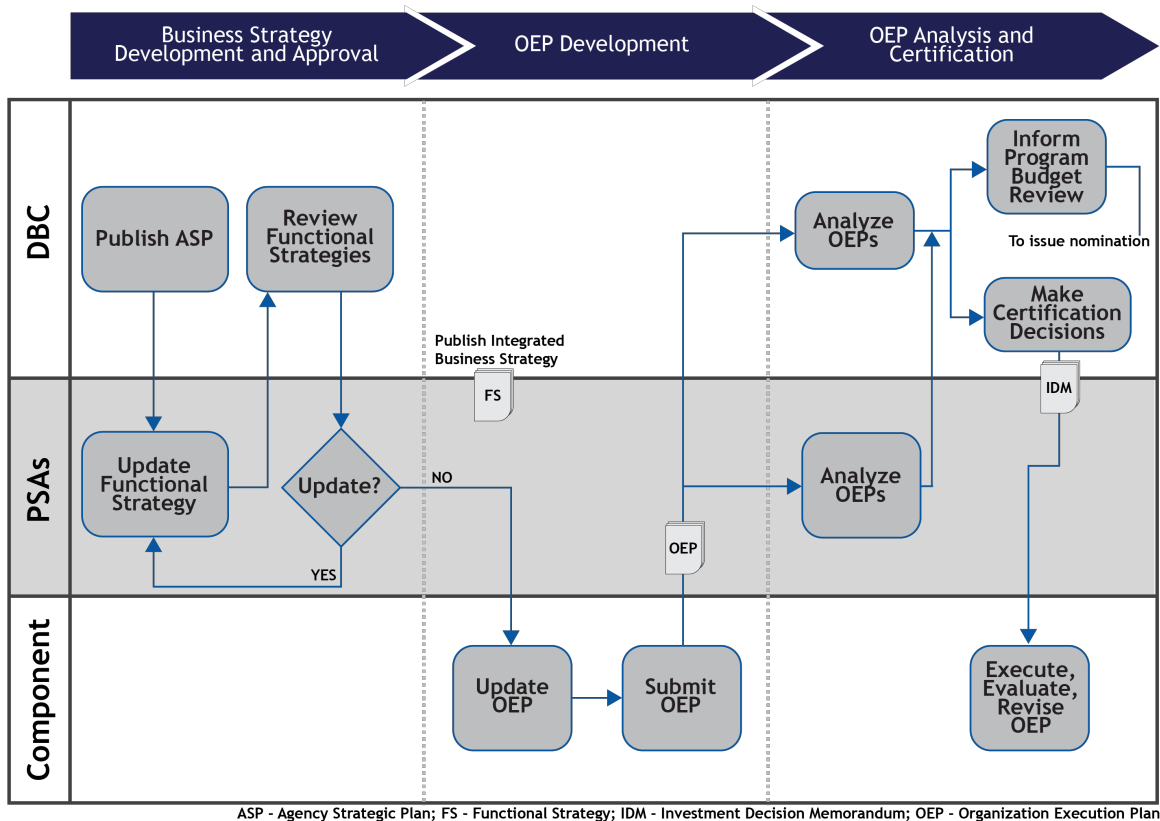 Business Strategy
Development and Approval
OEP Development
OEP Analysis and
Certification
DBC
Publish ASP
Review
Functional
Strategies
Publish Integrated
Business Strategy
FS
Analyze
OEPs
Inform
Program
Budget
Review
To issue nomination
Make
Certification
Decisions
IDM
PSAs
Update
Functional
Strategy
Update?
NO
YES
OEP
Analyze
OEPs
Component
Update
OEP
Submit
OEP
Execute,
Evaluate,
Revise
OEP
ASP - Agency Strategic Plan; FS - Functional Strategy; IDM - Investment Decision Memorandum; OEP - Organization Execution Plan